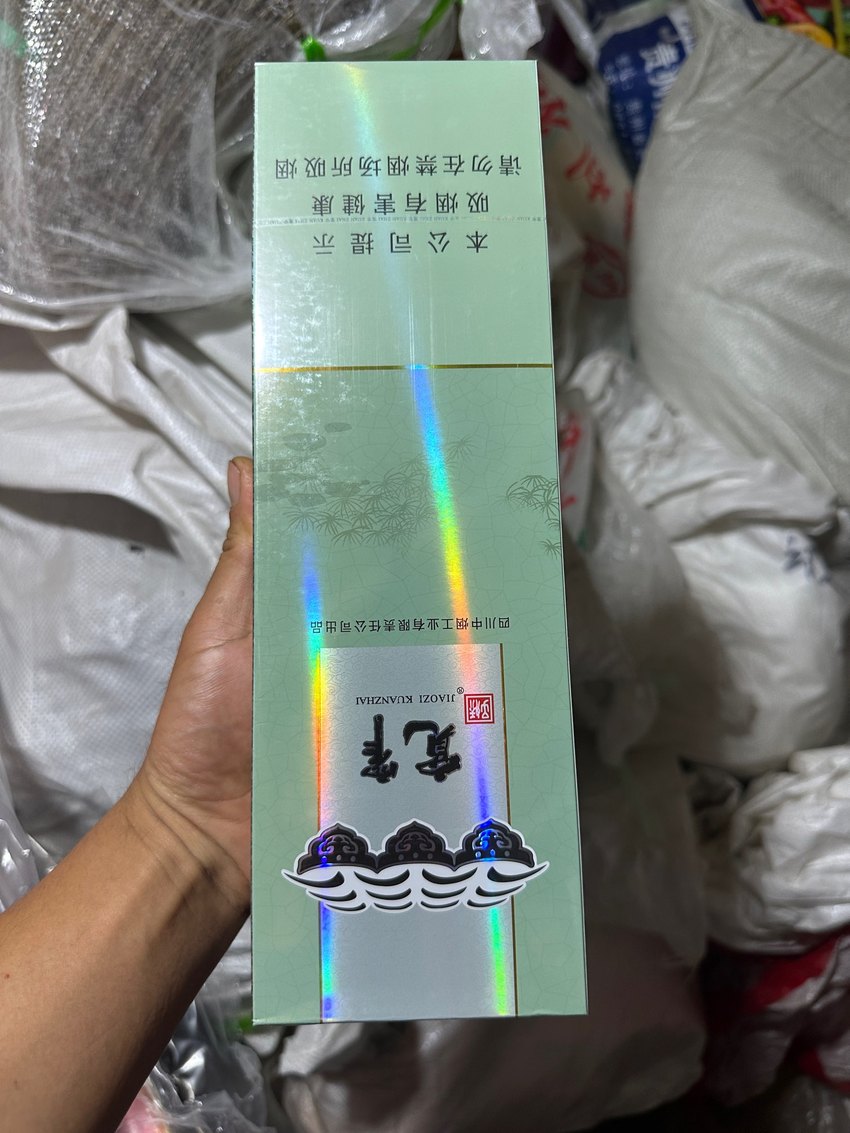 本公司提示
吸烟有害健康
请勿在禁烟场所吸烟
四川中烟工业有限责任公司出品
JIAOZI KUANZHAI®
宽窄